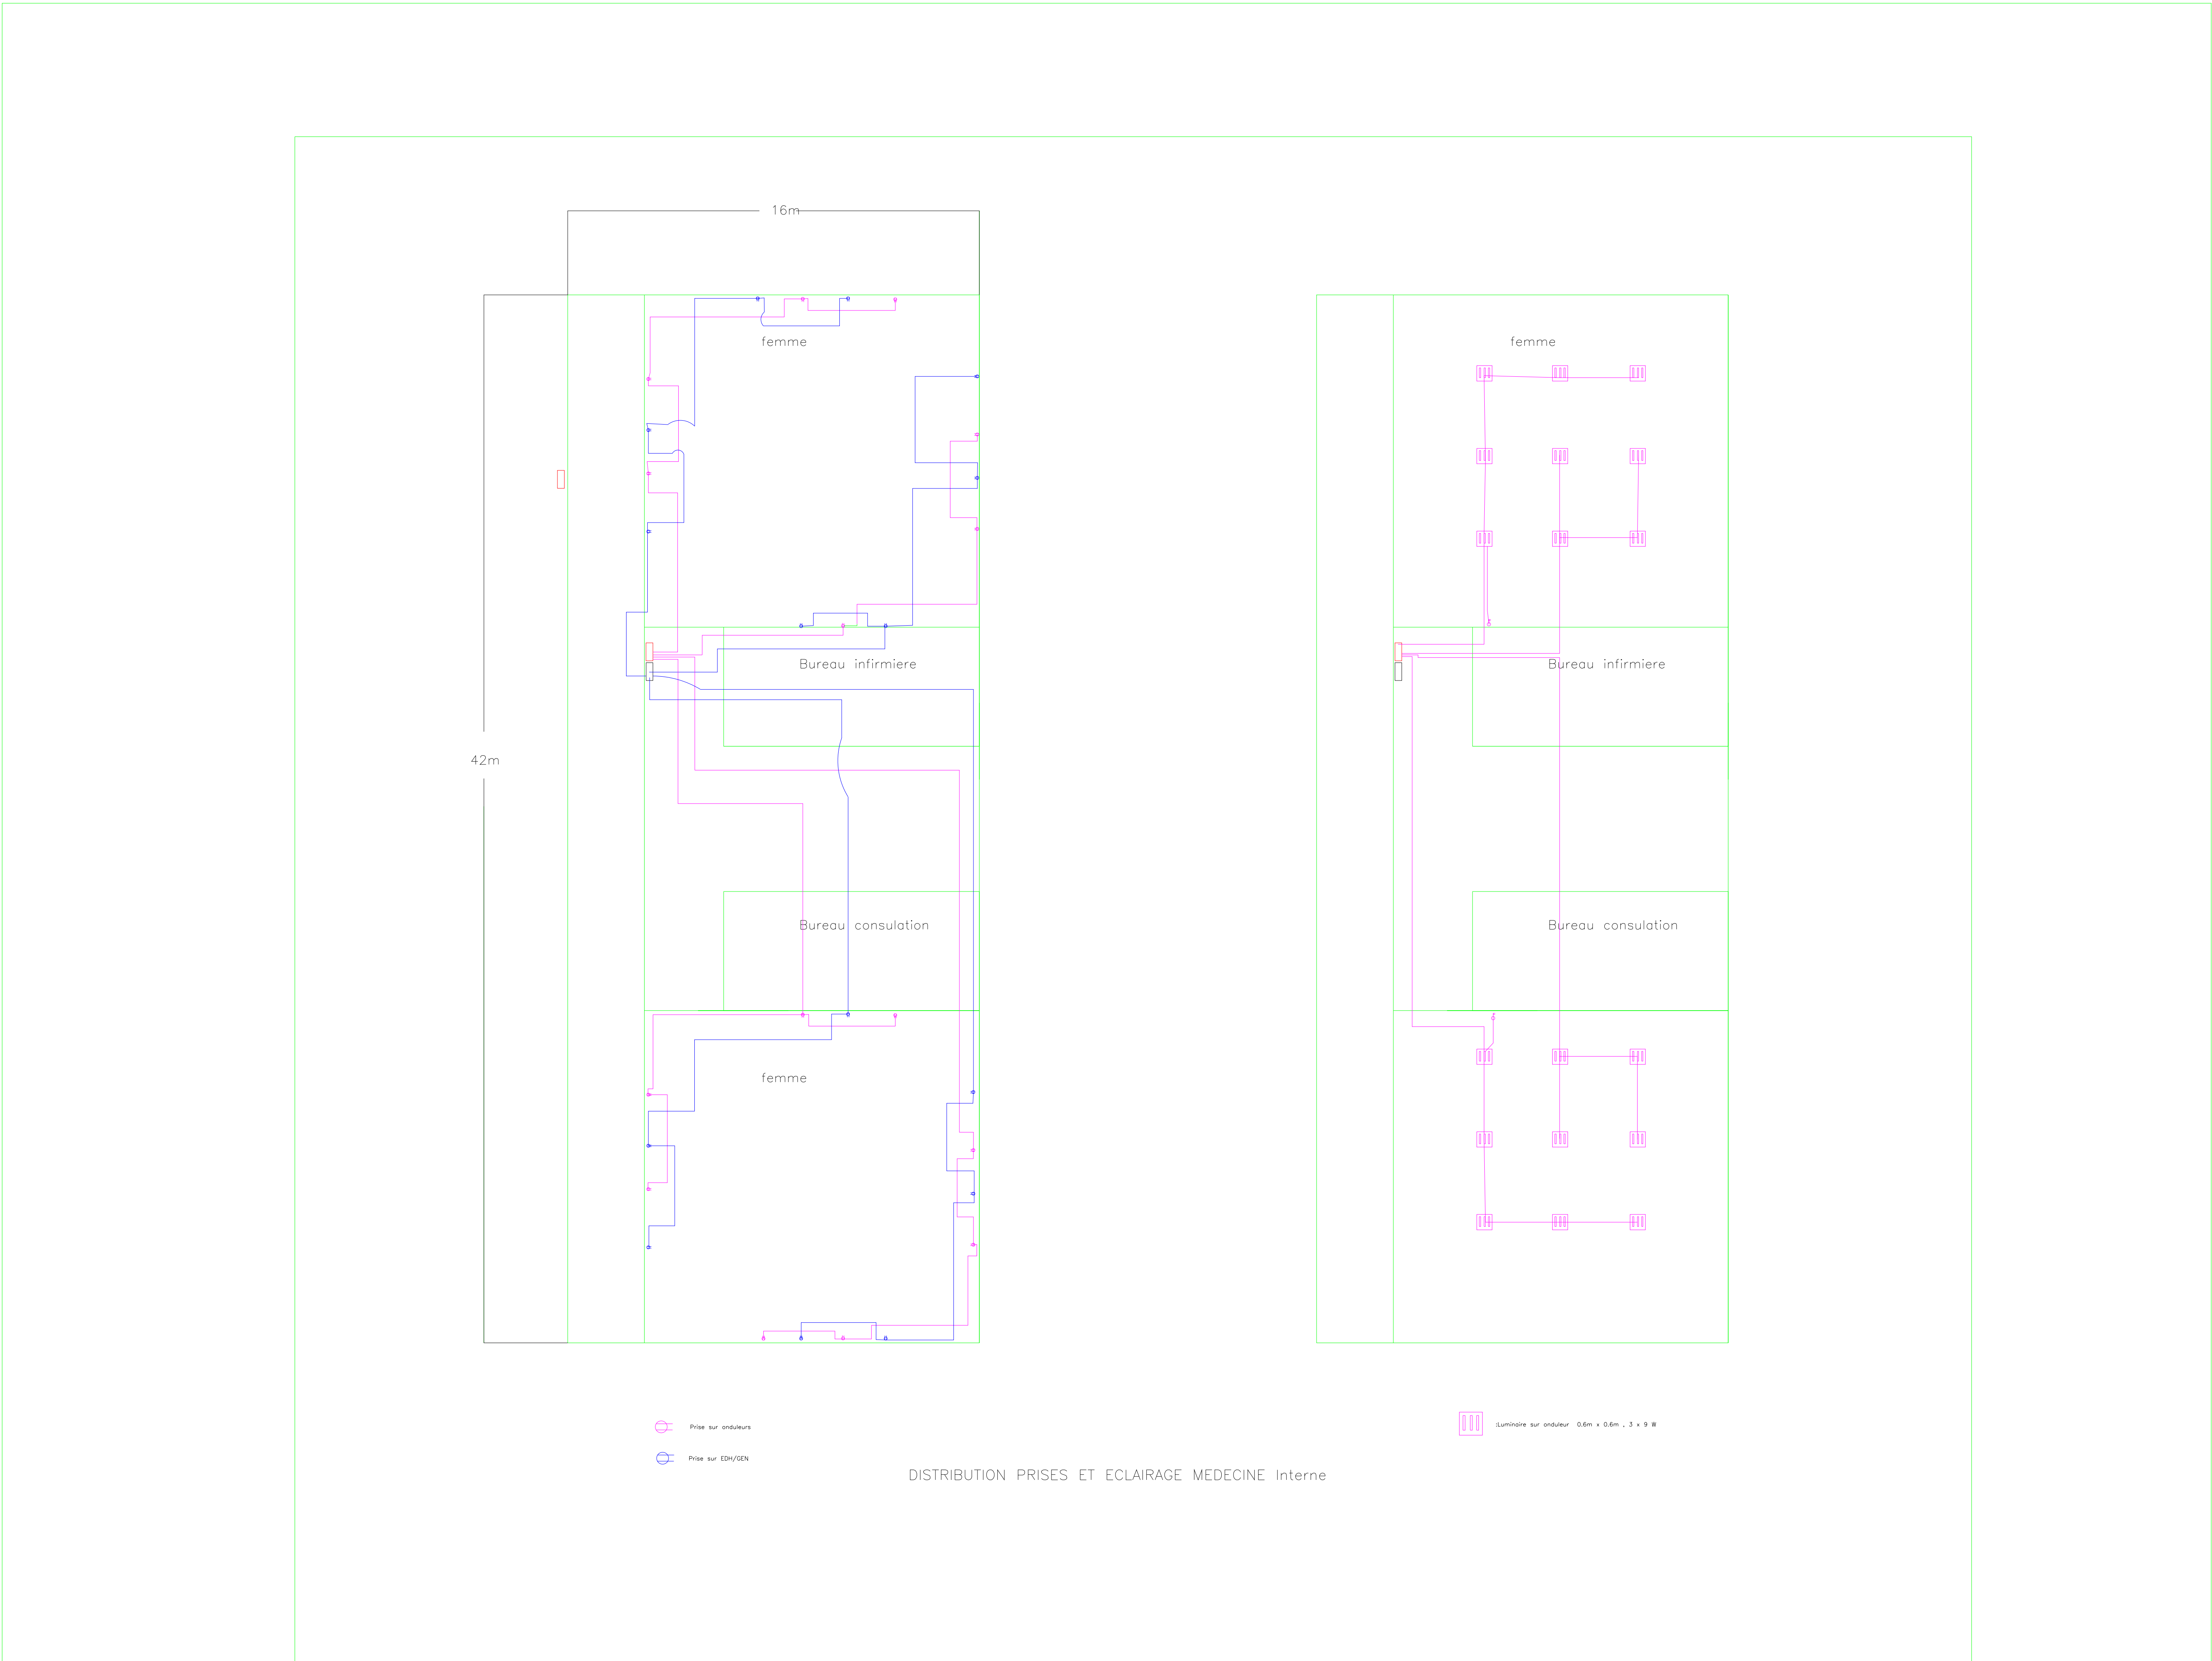 16m
femme
femme
Bureau infirmiere
Bureau infirmiere
42m
Bureau consulation
Bureau consulation
femme
Prise sur onduleurs
:Luminaire sur onduleur 0.6m x 0.6m , 3 x 9 W
Prise sur EDH/GEN
DISTRIBUTION PRISES ET ECLAIRAGE MEDECINE Interne